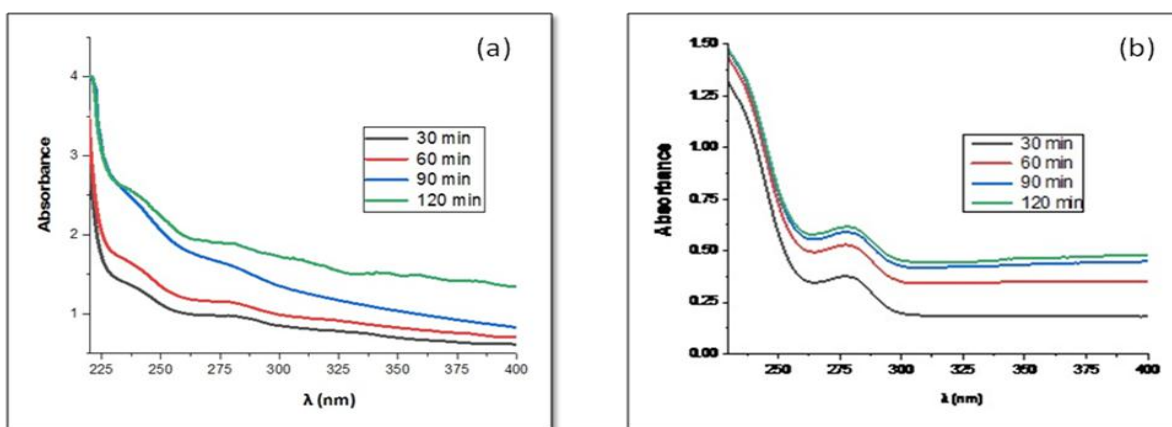 (a)
4
3
2
1
Absorbance
30 min
60 min
90 min
120 min
225 250 275 300 325 350 375 400
λ (nm)
(b)
1.50
1.25
1.00
0.75
0.50
0.25
0.00
Absorbance
30 min
60 min
90 min
120 min
250 275 300 325 350 375 400
λ (nm)